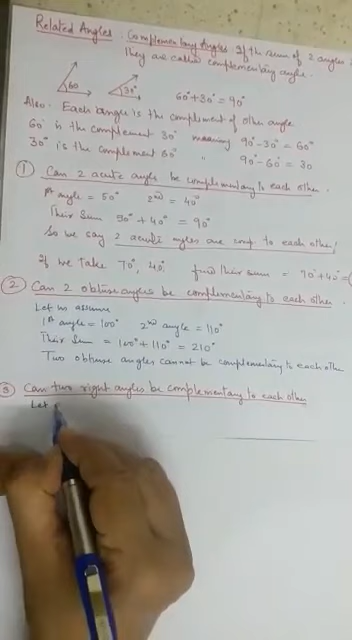 Related Angles: Complementary Angles. If the sum of 2 angles
They are called complementary angle.
60 30° 60°+30°=90°
Also, Each angle is the complement of other angle
60° is the complement 30° meaning 90°-30°=60°
30° is the complement 60° " 90°-60°=30
① Can 2 acute angles be complementary to each other.
1st angle = 50° 2nd = 40°
Their Sum 50°+40° = 90°
So we say 2 acute angles are comp. to each other!
if we take 70°, 40° find their sum = 70°+40°=
② Can 2 obtuse angles be complementary to each other.
Let us assume
1st angle = 100° 2nd angle = 110°
Their Sum = 100°+110° = 210°
Two obtuse angles cannot be complementary to each othe
③ Can two right angles be complementary to each other
Let